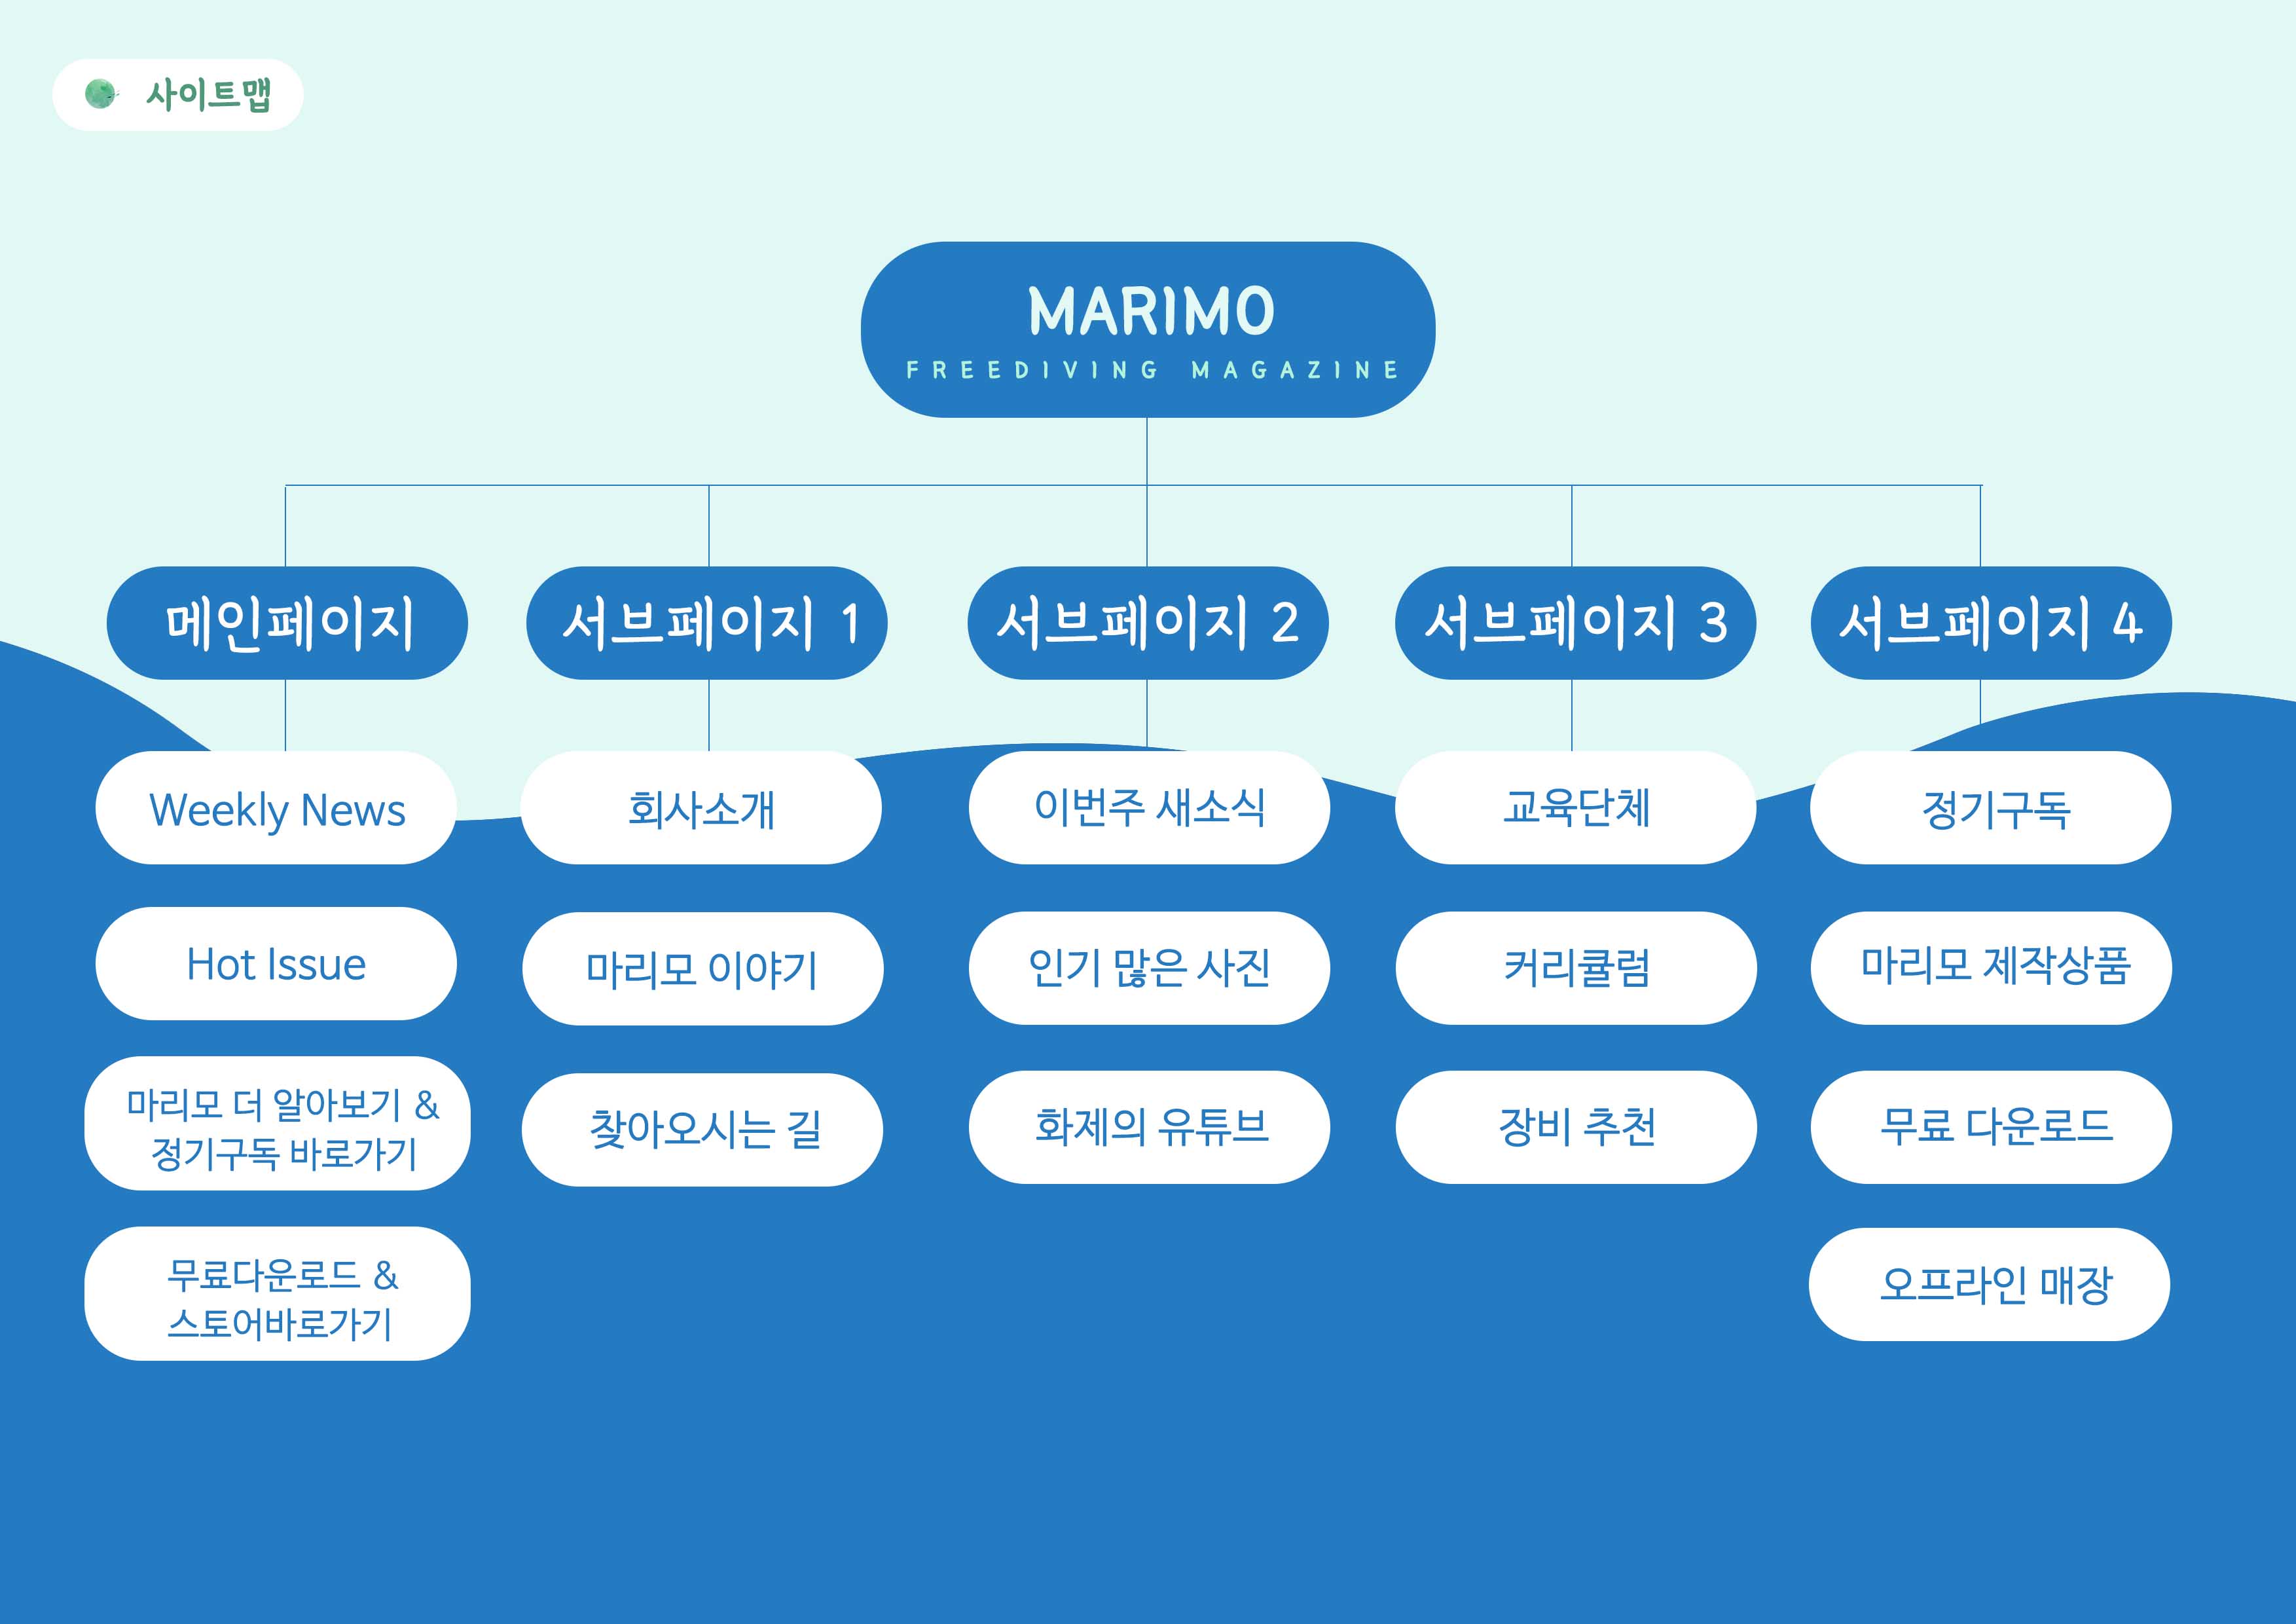 사이트맵
MARIMO
FREEDIVING MAGAZINE
메인페이지
서브페이지 1
서브페이지 2
서브페이지 3
서브페이지 4
Weekly News
회사소개
이번주 새소식
교육단체
정기구독
Hot Issue
마리모 이야기
인기 많은 사진
커리큘럼
마리모 제작상품
마리모 더 알아보기 &
정기구독 바로가기
찾아오시는 길
화제의 유튜브
장비 추천
무료 다운로드
무료다운로드 &
스토어바로가기
오프라인 매장